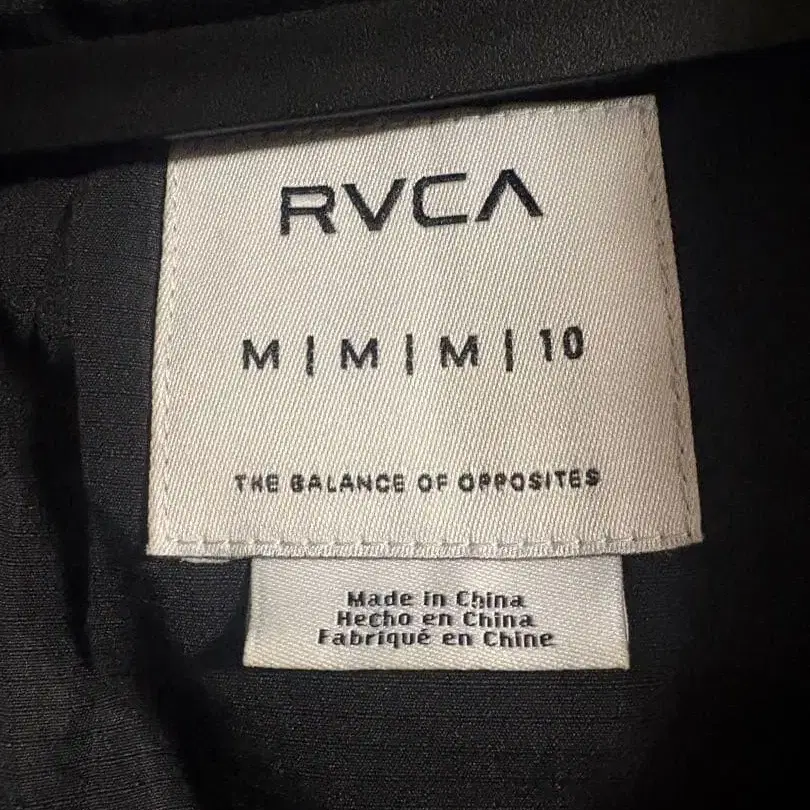 RVCA
M | M | M | 10
THE BALANCE OF OPPOSITES
Made in China
Hecho en China
Fabriqué en Chine